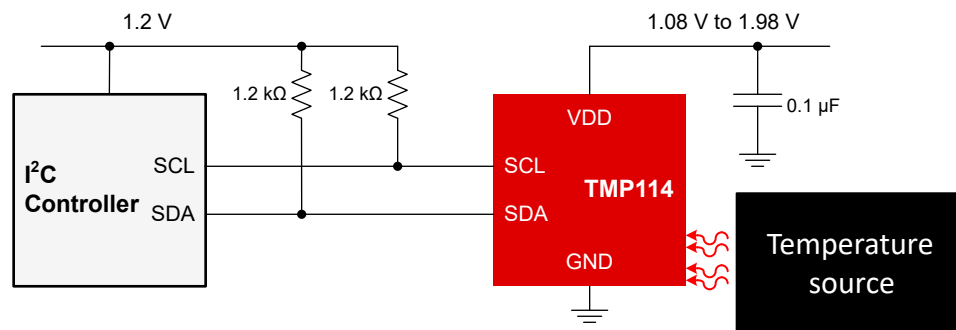 1.2 V
1.08 V to 1.98 V
1.2 kΩ
1.2 kΩ
0.1 µF
I²C
Controller
SCL
SDA
VDD
SCL
TMP114
SDA
GND
Temperature
source